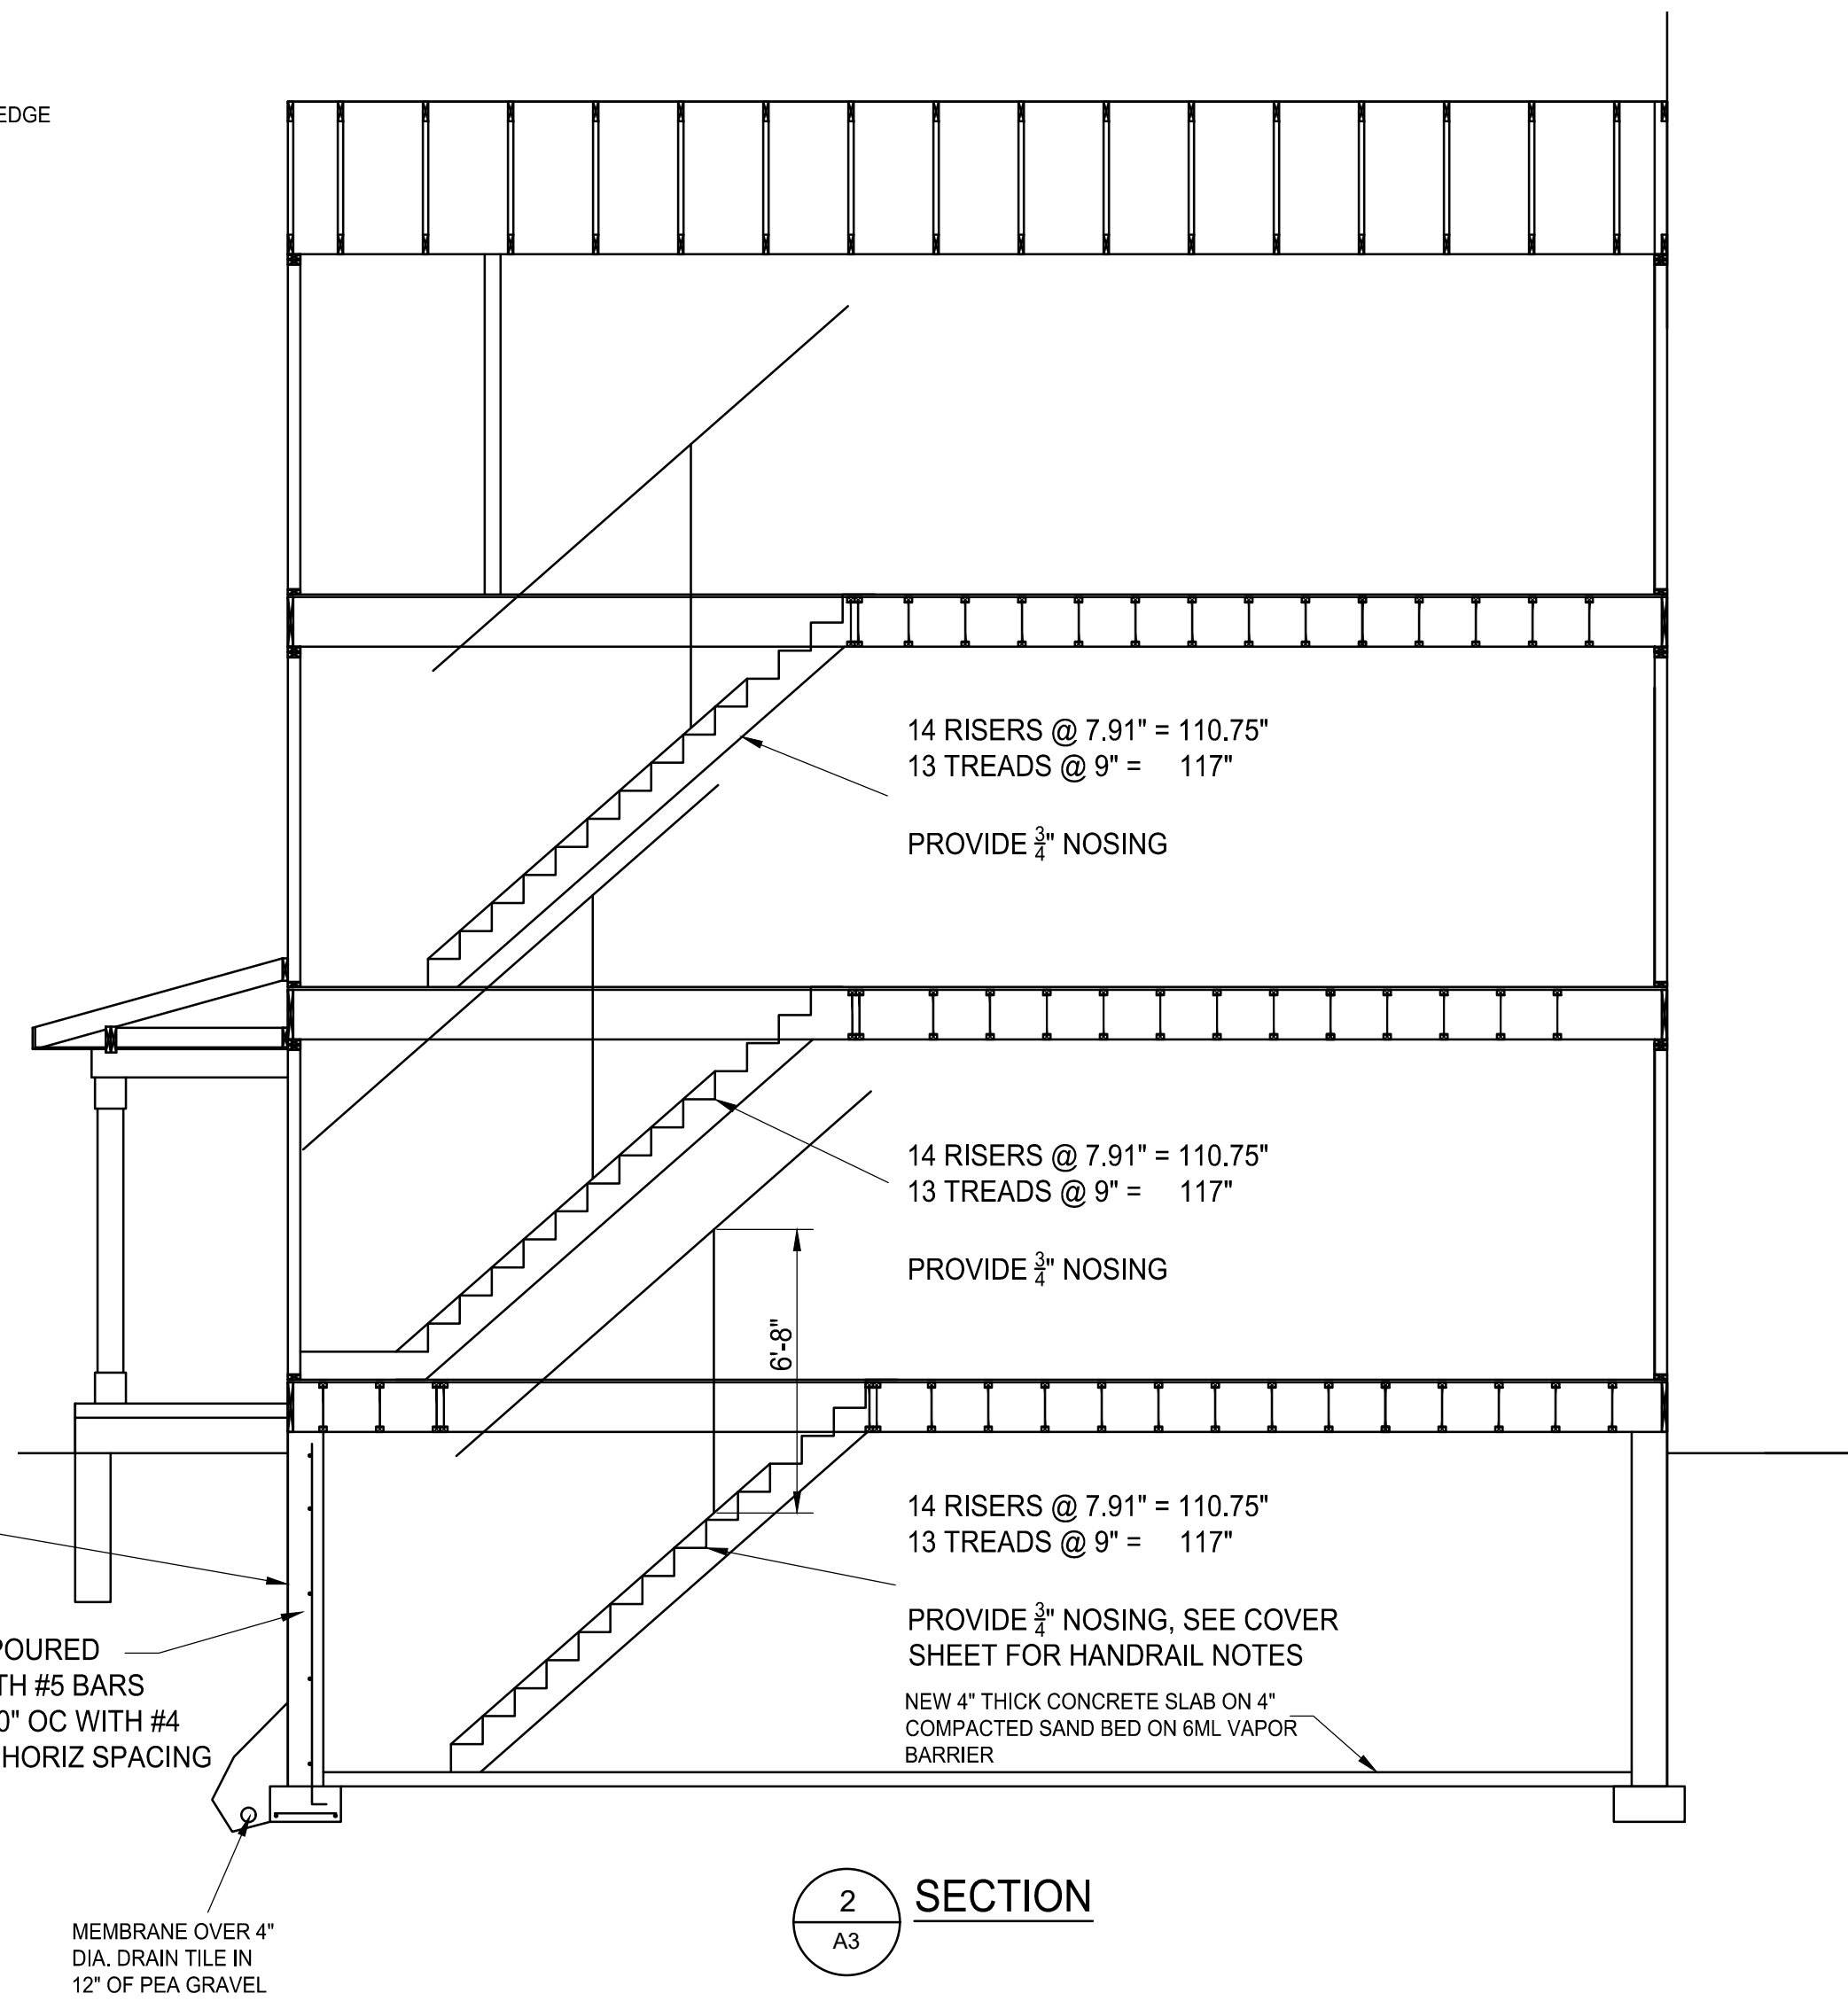 EDGE
14 RISERS @ 7.91" = 110.75"
13 TREADS @ 9" = 117"
PROVIDE 3/4" NOSING
14 RISERS @ 7.91" = 110.75"
13 TREADS @ 9" = 117"
PROVIDE 3/4" NOSING
6'-8"
14 RISERS @ 7.91" = 110.75"
13 TREADS @ 9" = 117"
PROVIDE 3/4" NOSING, SEE COVER
SHEET FOR HANDRAIL NOTES
NEW 4" THICK CONCRETE SLAB ON 4"
COMPACTED SAND BED ON 6ML VAPOR
BARRIER
POURED
TH #5 BARS
0" OC WITH #4
HORIZ SPACING
MEMBRANE OVER 4"
DIA. DRAIN TILE IN
12" OF PEA GRAVEL
2
A3
SECTION